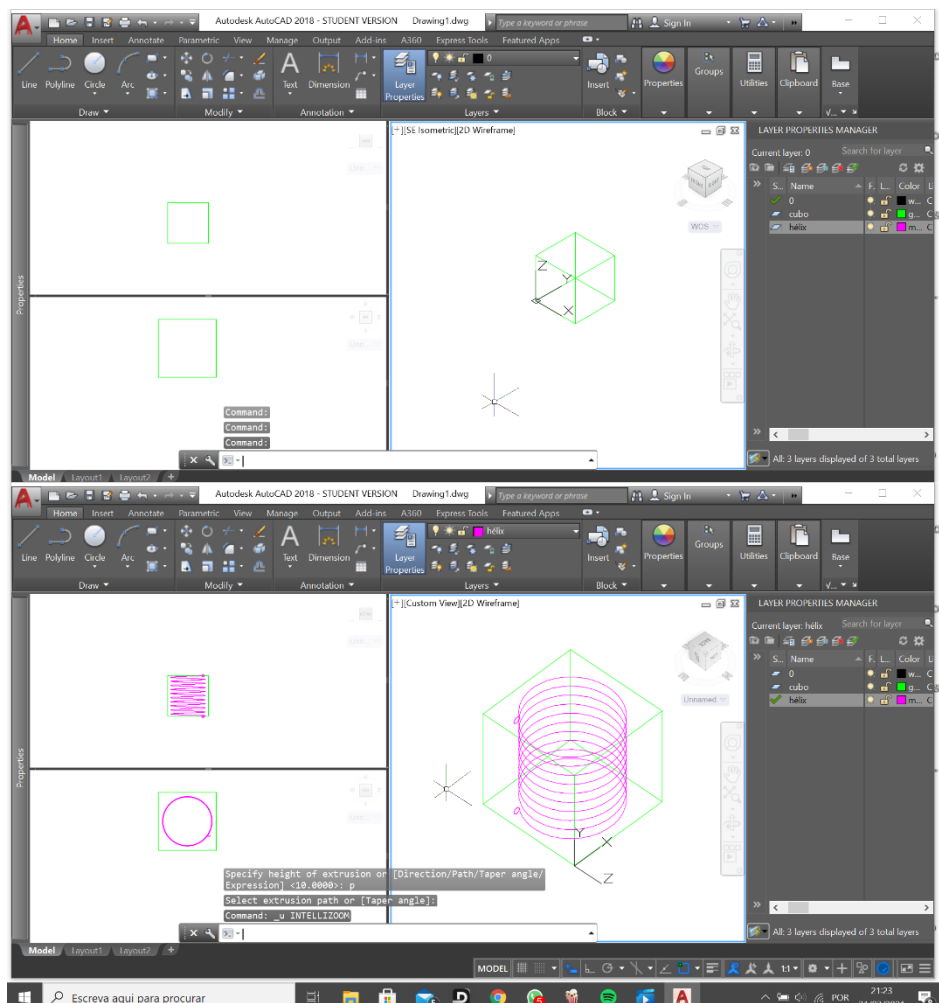 Autodesk AutoCAD 2018 - STUDENT VERSION Drawing1.dwg Type a keyword or phrase Sign In
Home Insert Annotate Parametric View Manage Output Add-ins A360 Express Tools Featured Apps
0
Line Polyline Circle Arc Text Dimension Layer Properties Insert Properties Groups Utilities Clipboard Base
Draw Modify Annotation Layers Block V...
[+][SE Isometric][2D Wireframe]
LAYER PROPERTIES MANAGER
Current layer: 0 Search for layer
S... Name F. L... Color Li
0 w... C
cubo g... C
hélix m... C
WCS
Z
Y
X
Properties
Command:
Command:
Command:
All: 3 layers displayed of 3 total layers
Model Layout1 Layout2 +
Autodesk AutoCAD 2018 - STUDENT VERSION Drawing1.dwg Type a keyword or phrase Sign In
Home Insert Annotate Parametric View Manage Output Add-ins A360 Express Tools Featured Apps
hélix
Line Polyline Circle Arc Text Dimension Layer Properties Insert Properties Groups Utilities Clipboard Base
Draw Modify Annotation Layers Block V...
[+][Custom View][2D Wireframe]
LAYER PROPERTIES MANAGER
Current layer: hélix Search for layer
S... Name F. L... Color Li
0 w... C
cubo g... C
hélix m... C
Unnamed
Properties
Y
X
Z
Specify height of extrusion or [Direction/Path/Taper angle/
Expression] <10.0000>: p
Select extrusion path or [Taper angle]:
Command: _u INTELLIZOOM
All: 3 layers displayed of 3 total layers
Model Layout1 Layout2 +
MODEL 1:1
Escreva aqui para procurar
POR
21:23